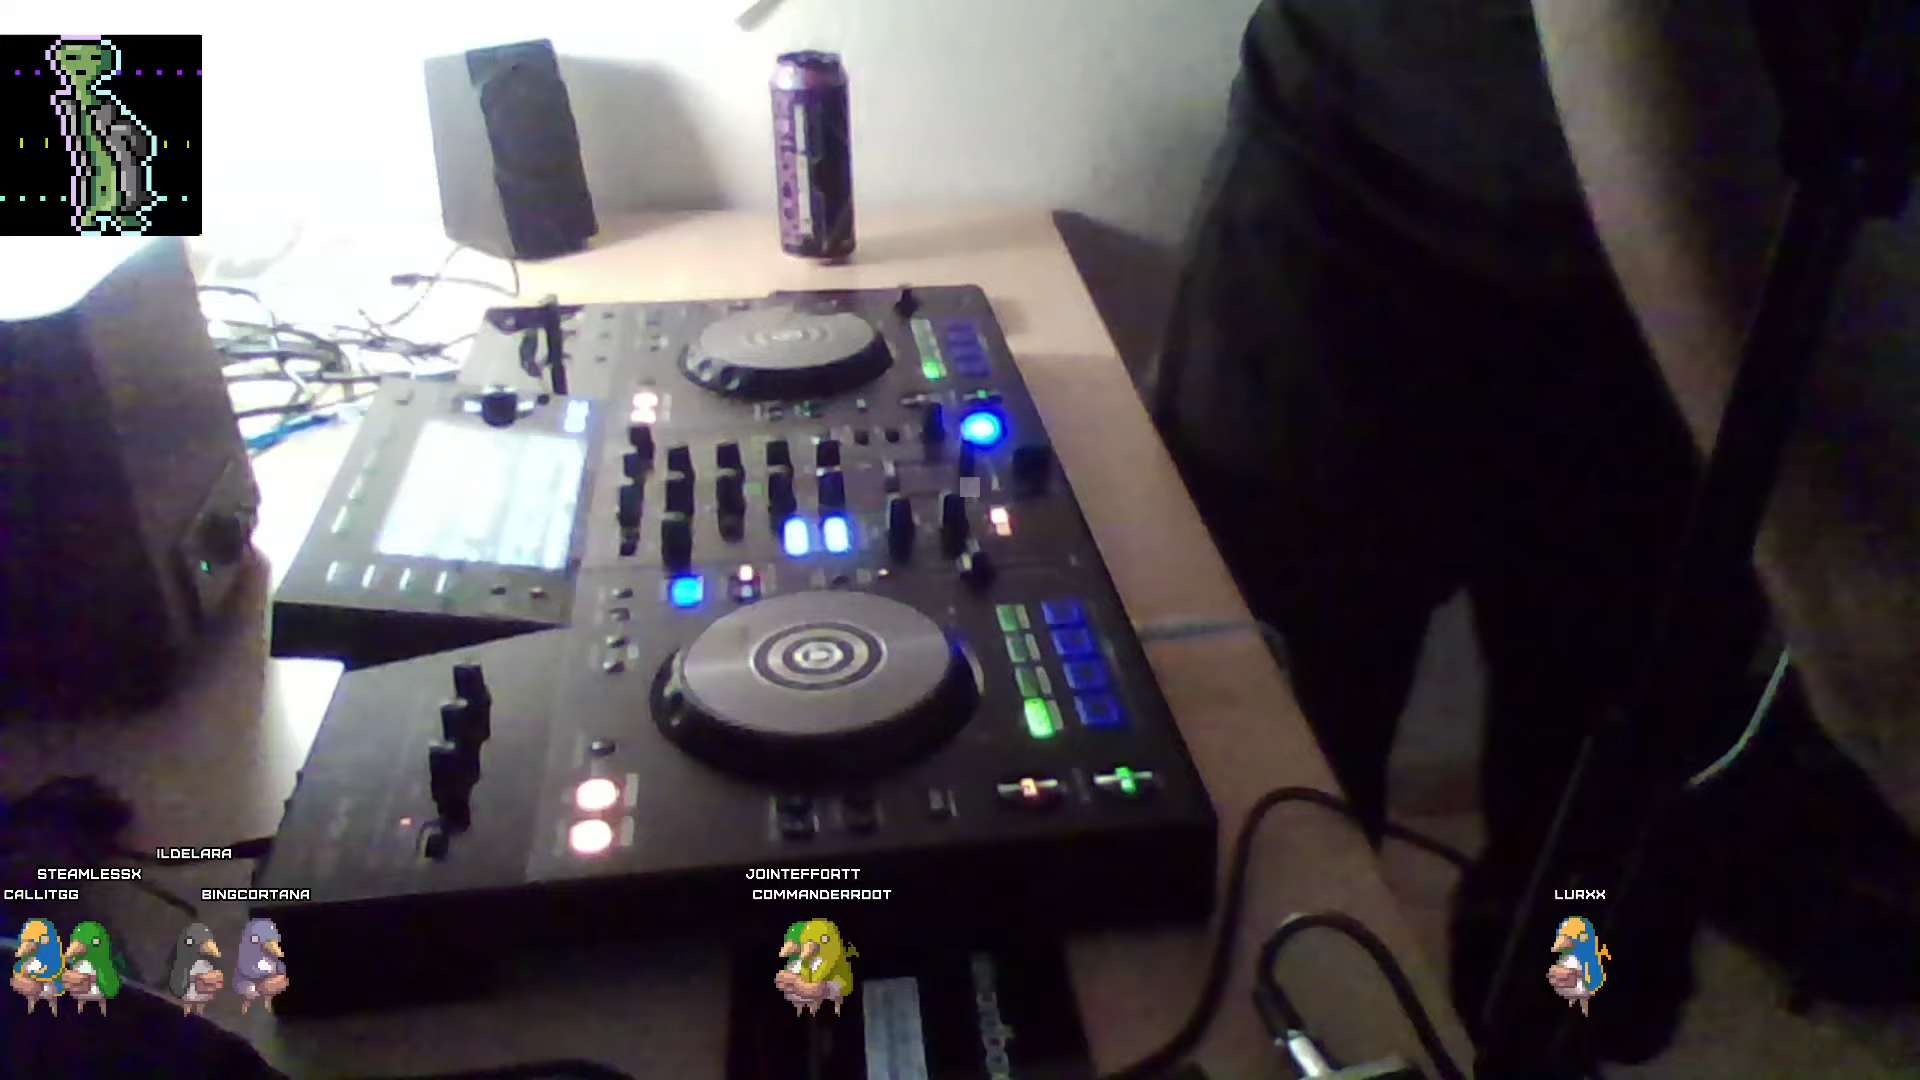 ILDELARA
STEAMLESSX
CALLITGG
BINGCORTANA
JOINTEFFORTT
COMMANDERROOT
LURXX